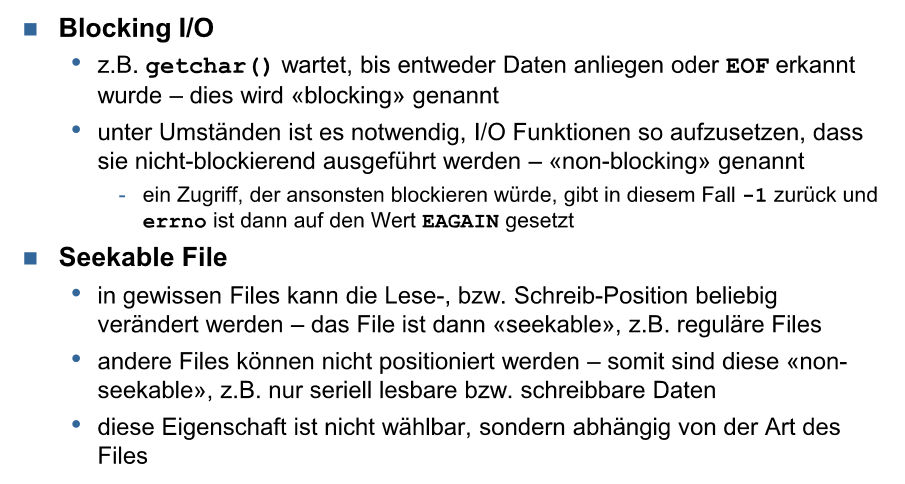 Blocking I/O
z.B. getchar() wartet, bis entweder Daten anliegen oder EOF erkannt
wurde – dies wird «blocking» genannt
unter Umständen ist es notwendig, I/O Funktionen so aufzusetzen, dass
sie nicht-blockierend ausgeführt werden – «non-blocking» genannt
- ein Zugriff, der ansonsten blockieren würde, gibt in diesem Fall -1 zurück und
errno ist dann auf den Wert EAGAIN gesetzt
Seekable File
in gewissen Files kann die Lese-, bzw. Schreib-Position beliebig
verändert werden – das File ist dann «seekable», z.B. reguläre Files
andere Files können nicht positioniert werden – somit sind diese «non-
seekable», z.B. nur seriell lesbare bzw. schreibbare Daten
diese Eigenschaft ist nicht wählbar, sondern abhängig von der Art des
Files